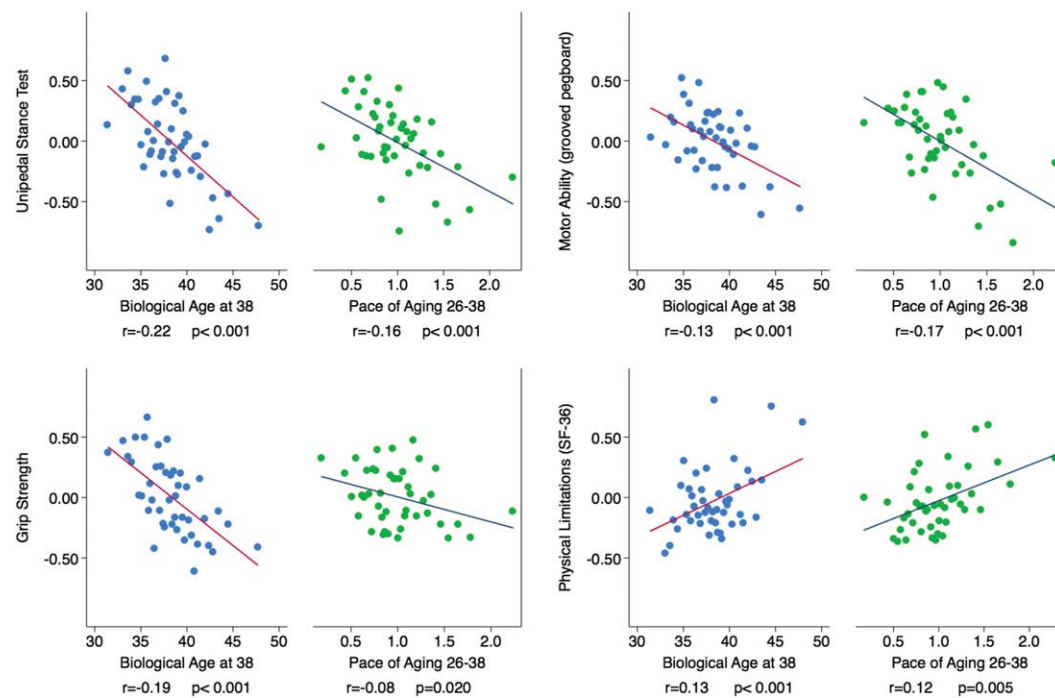 Unipedal Stance Test
0.50
0.00
-0.50
30 35 40 45 50
Biological Age at 38
r=-0.22 p< 0.001
0.5 1.0 1.5 2.0
Pace of Aging 26-38
r=-0.16 p< 0.001
Motor Ability (grooved pegboard)
0.50
0.00
-0.50
30 35 40 45 50
Biological Age at 38
r=-0.13 p< 0.001
0.5 1.0 1.5 2.0
Pace of Aging 26-38
r=-0.17 p< 0.001
Grip Strength
0.50
0.00
-0.50
30 35 40 45 50
Biological Age at 38
r=-0.19 p< 0.001
0.5 1.0 1.5 2.0
Pace of Aging 26-38
r=-0.08 p=0.020
Physical Limitations (SF-36)
0.50
0.00
-0.50
30 35 40 45 50
Biological Age at 38
r=0.13 p< 0.001
0.5 1.0 1.5 2.0
Pace of Aging 26-38
r=0.12 p=0.005